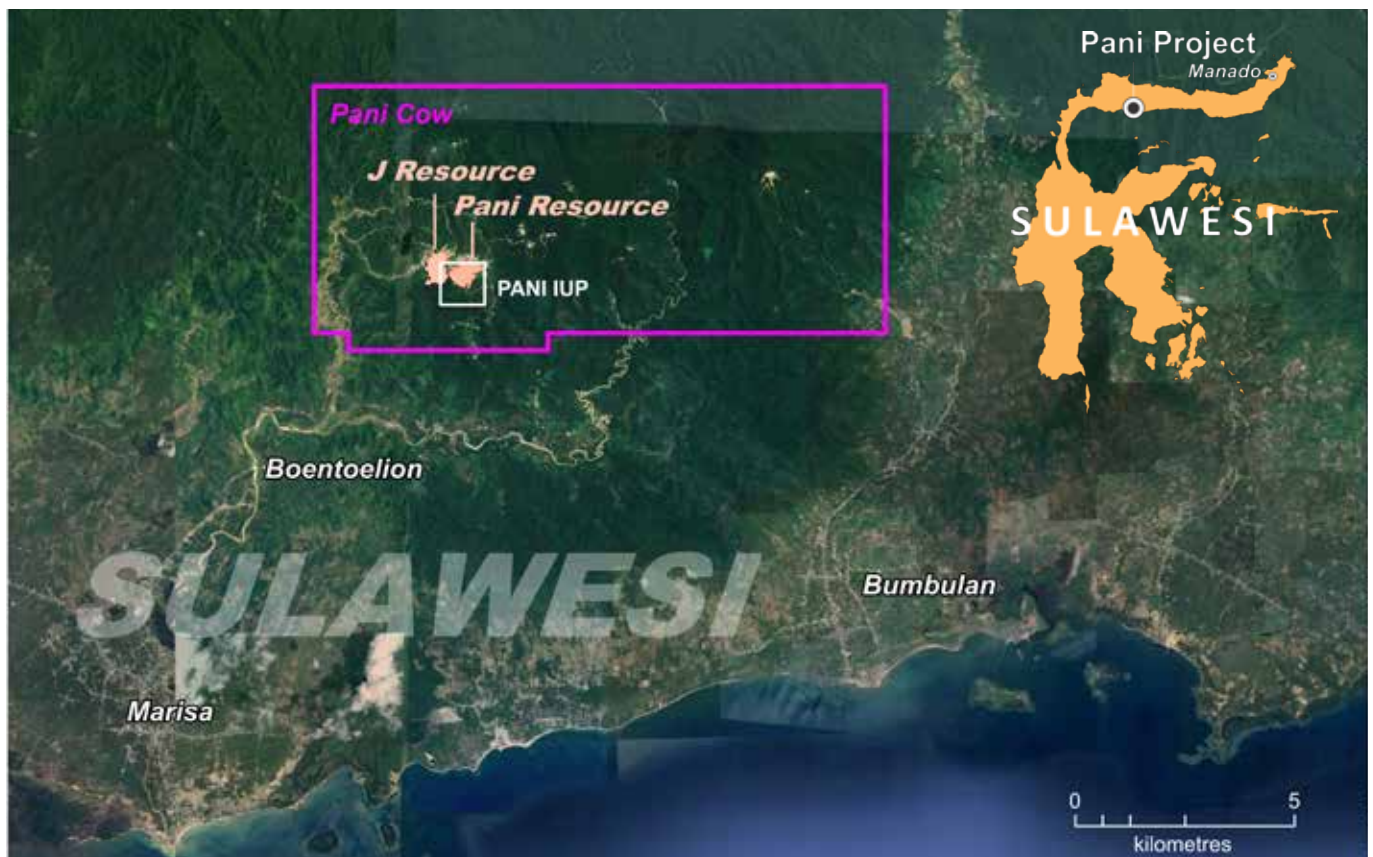 Pani Project
Manado
SULAWESI
Pani Cow
J Resource
Pani Resource
PANI IUP
Boentoelion
SULAWESI
Bumbulan
Marisa
0 5
kilometres